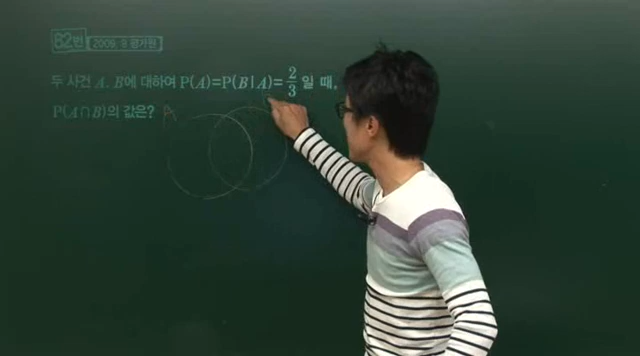 82번 2009. 9 평가원
두 사건 A, B에 대하여 P(A)=P(B|A)=2/3일 때,
P(A∩B)의 값은?
A